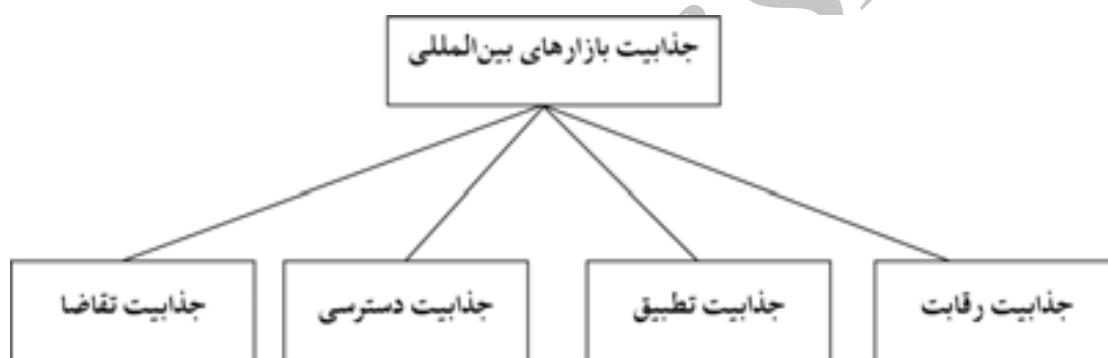 جذابیت بازارهای بین‌المللی
جذابیت رقابت
جذابیت تطبیق
جذابیت دسترسی
جذابیت تقاضا